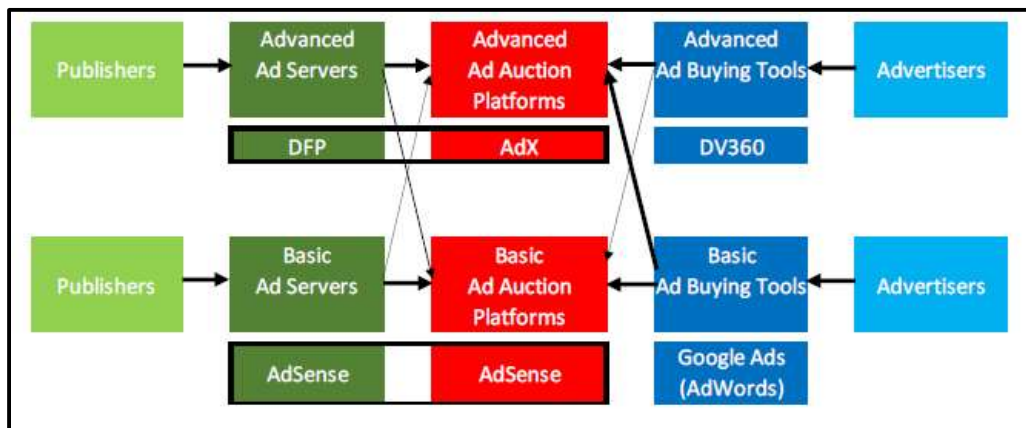 Publishers
Advanced
Ad Servers
Advanced
Ad Auction
Platforms
Advanced
Ad Buying Tools
Advertisers
DFP
AdX
DV360
Publishers
Basic
Ad Servers
Basic
Ad Auction
Platforms
Basic
Ad Buying Tools
Advertisers
AdSense
AdSense
Google Ads
(AdWords)